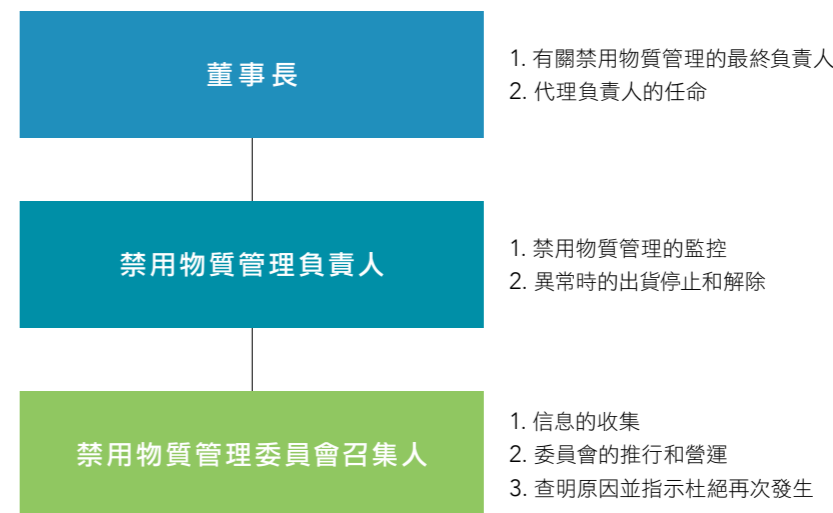 董事長
1. 有關禁用物質管理的最終負責人
2. 代理負責人的任命
禁用物質管理負責人
1. 禁用物質管理的監控
2. 異常時的出貨停止和解除
禁用物質管理委員會召集人
1. 信息的收集
2. 委員會的推行和營運
3. 查明原因並指示杜絕再次發生